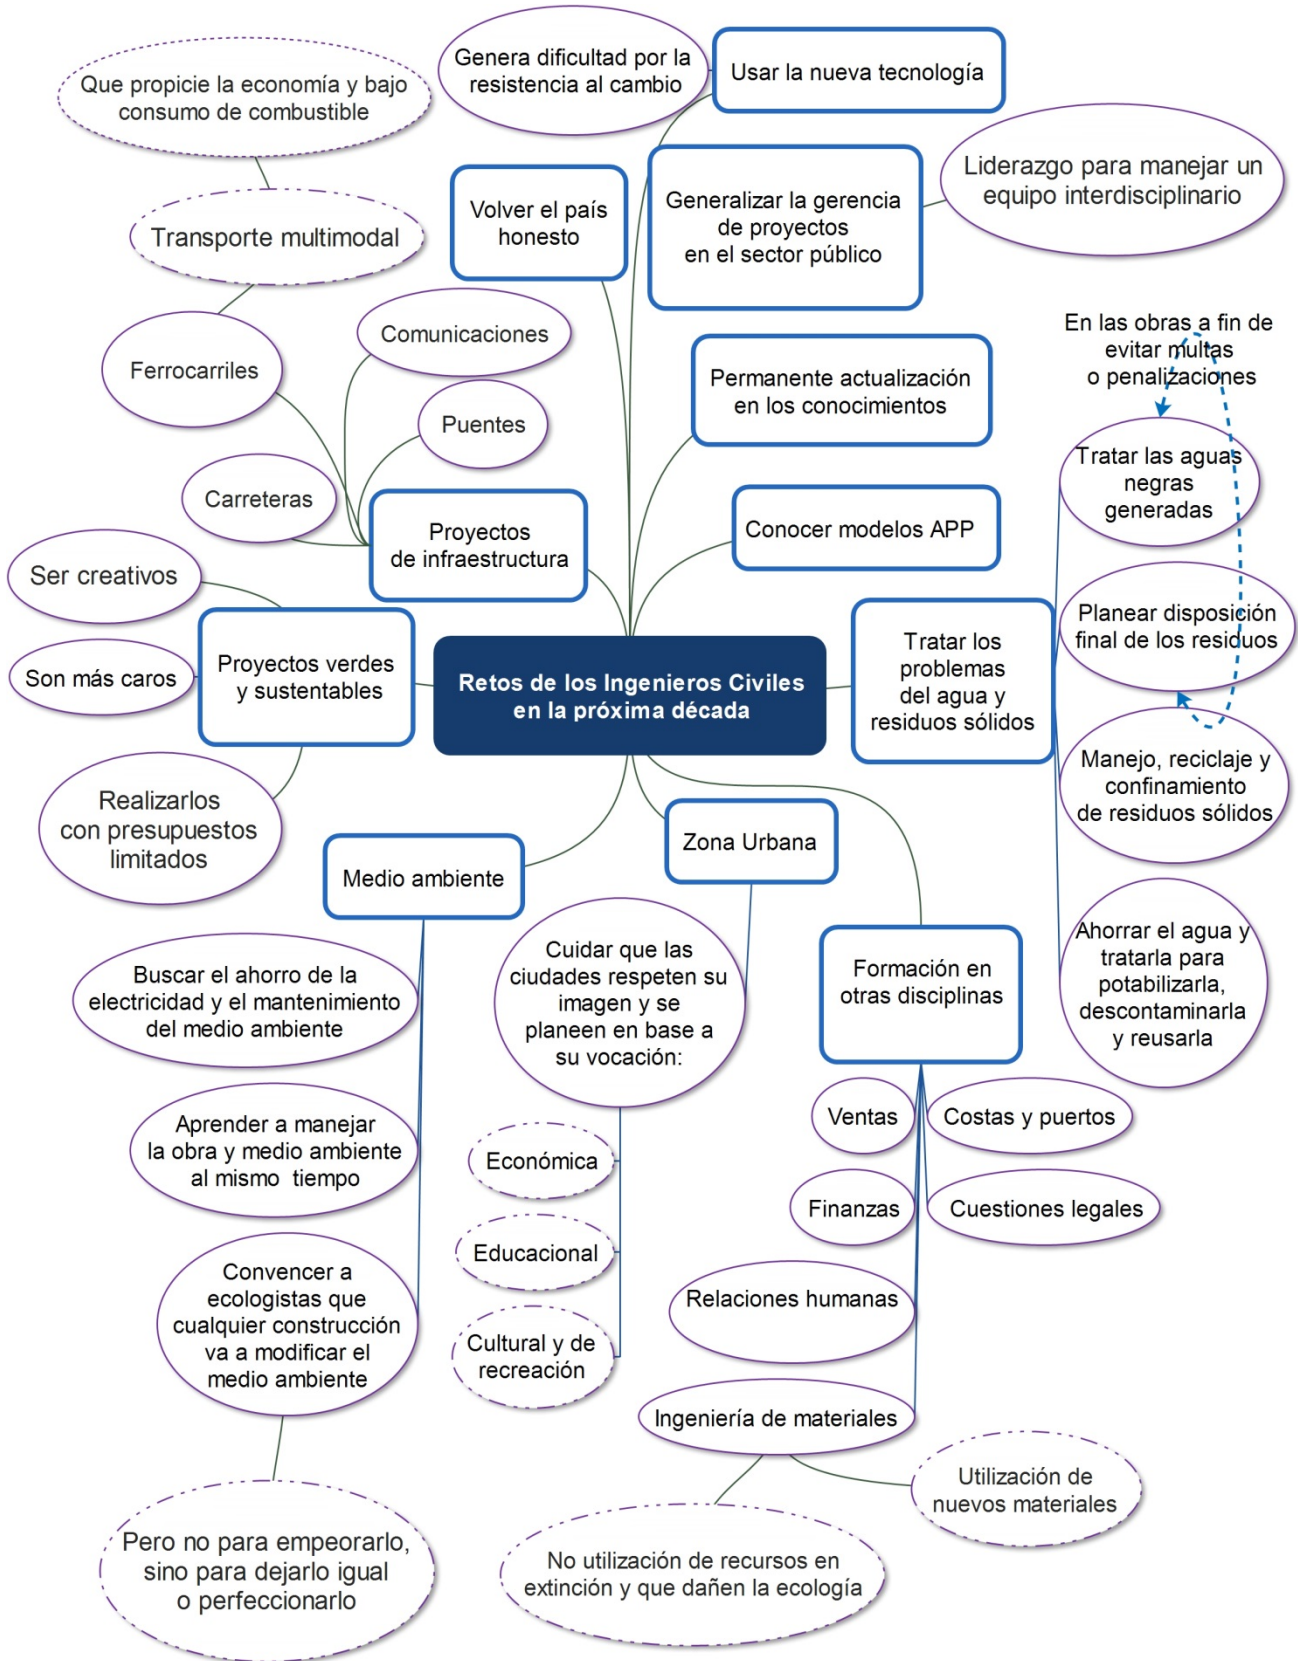 Genera dificultad por la
resistencia al cambio
Usar la nueva tecnología
Que propicie la economía y bajo
consumo de combustible
Liderazgo para manejar un
equipo interdisciplinario
Volver el país
honesto
Generalizar la gerencia
de proyectos
en el sector público
Transporte multimodal
Comunicaciones
En las obras a fin de
evitar multas
o penalizaciones
Ferrocarriles
Permanente actualización
en los conocimientos
Puentes
Tratar las aguas
negras
generadas
Carreteras
Proyectos
de infraestructura
Conocer modelos APP
Ser creativos
Planear disposición
final de los residuos
Proyectos verdes
y sustentables
Son más caros
Retos de los Ingenieros Civiles
en la próxima década
Tratar los
problemas
del agua y
residuos sólidos
Manejo, reciclaje y
confinamiento
de residuos sólidos
Realizarlos
con presupuestos
limitados
Zona Urbana
Medio ambiente
Ahorrar el agua y
tratarla para
potabilizarla,
descontaminarla
y reusarla
Buscar el ahorro de la
electricidad y el mantenimiento
del medio ambiente
Cuidar que las
ciudades respeten su
imagen y se
planeen en base a
su vocación:
Formación en
otras disciplinas
Aprender a manejar
la obra y medio ambiente
al mismo tiempo
Ventas
Costas y puertos
Económica
Finanzas
Cuestiones legales
Educacional
Convencer a
ecologistas que
cualquier construcción
va a modificar el
medio ambiente
Relaciones humanas
Cultural y de
recreación
Ingeniería de materiales
Utilización de
nuevos materiales
Pero no para empeorarlo,
sino para dejarlo igual
o perfeccionarlo
No utilización de recursos en
extinción y que dañen la ecología